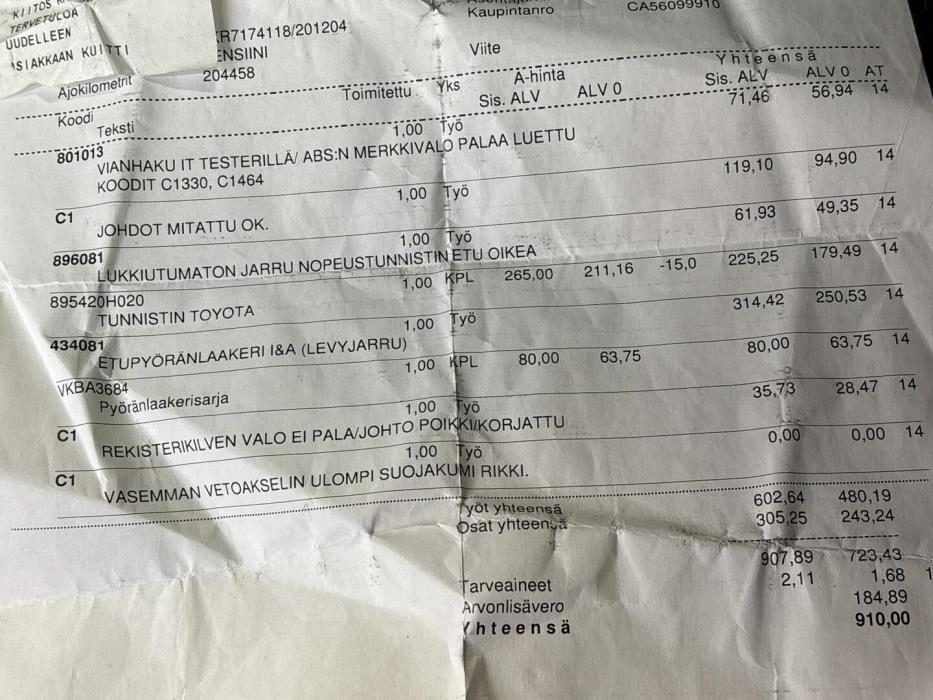 KIITOS
TERVETULOA
UUDELLEEN
ASIAKKAAN KUITTI
Kaupintanro CA56099910
R7174118/201204
ENSIINI
Viite
Ajokilometrit 204458
Yhteensä
Toimitettu Yks A-hinta Sis. ALV ALV 0 AT
Koodi Sis. ALV ALV 0
Teksti
801013 1,00 Työ 71,46 56,94 14
VIANHAKU IT TESTERILLÄ/ ABS:N MERKKIVALO PALAA LUETTU
KOODIT C1330, C1464
C1 1,00 Työ 119,10 94,90 14
JOHDOT MITATTU OK.
896081 1,00 Työ 61,93 49,35 14
LUKKIUTUMATON JARRU NOPEUSTUNNISTIN ETU OIKEA
895420H020 1,00 KPL 265,00 211,16 -15,0 225,25 179,49 14
TUNNISTIN TOYOTA
434081 1,00 Työ 314,42 250,53 14
ETUPYÖRÄNLAAKERI I&A (LEVYJARRU)
VKBA3684 1,00 KPL 80,00 63,75 80,00 63,75 14
Pyöränlaakerisarja
C1 1,00 Työ 35,73 28,47 14
REKISTERIKILVEN VALO EI PALA/JOHTO POIKKI/KORJATTU
C1 1,00 Työ 0,00 0,00 14
VASEMMAN VETOAKSELIN ULOMPI SUOJAKUMI RIKKI.
Työt yhteensä 602,64 480,19
Osat yhteensä 305,25 243,24
907,89 723,43
Tarveaineet 2,11 1,68 1
Arvonlisävero 184,89
Yhteensä 910,00